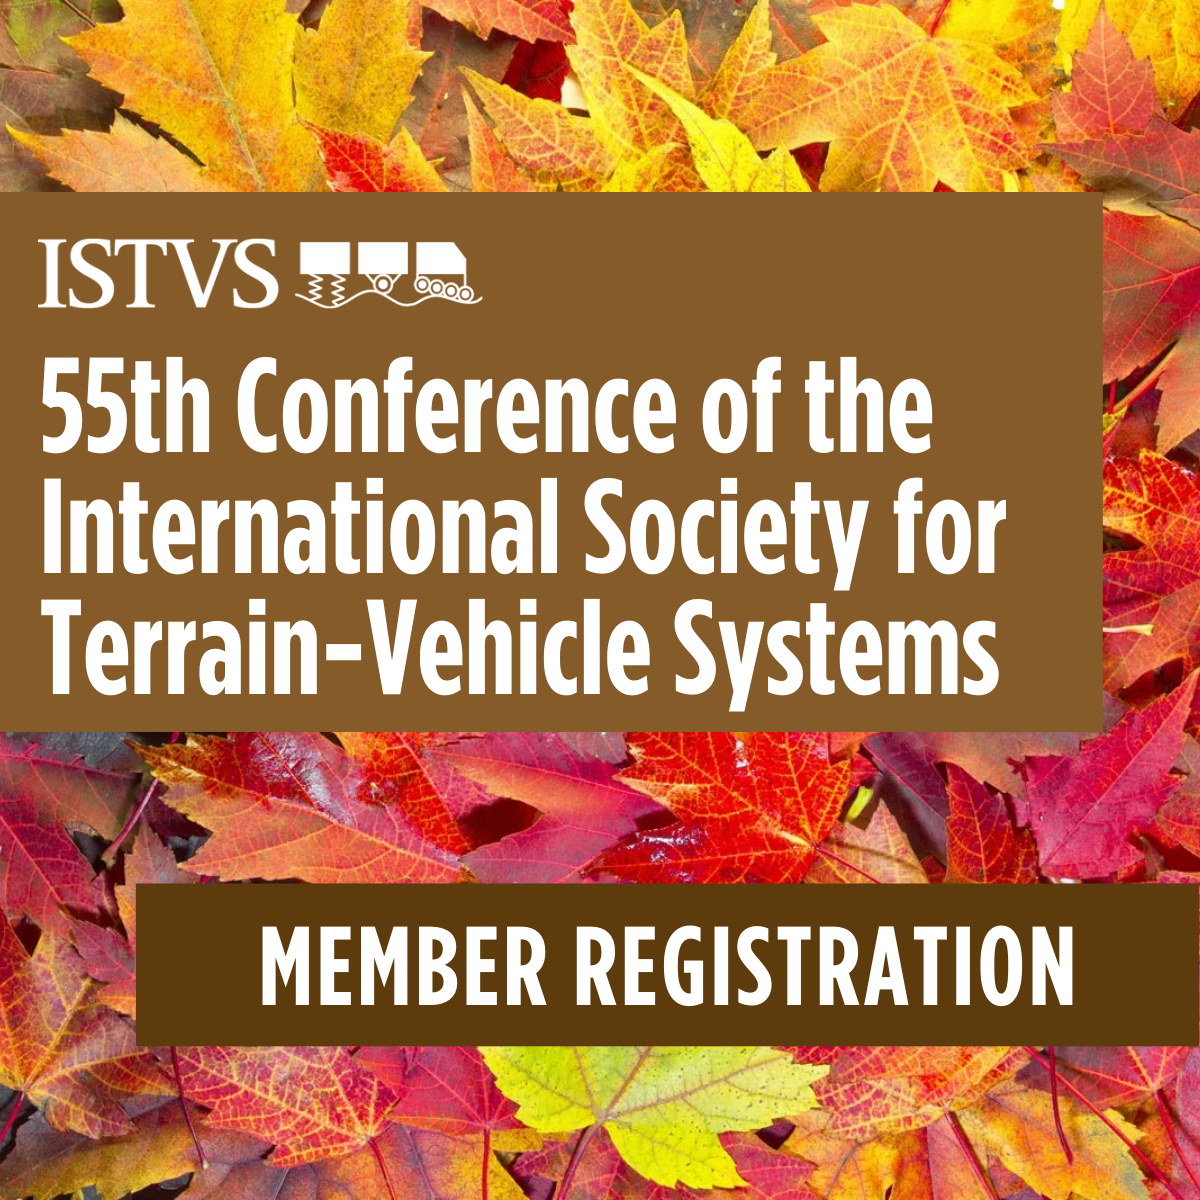 ISTVS
55th Conference of the
International Society for
Terrain-Vehicle Systems
MEMBER REGISTRATION